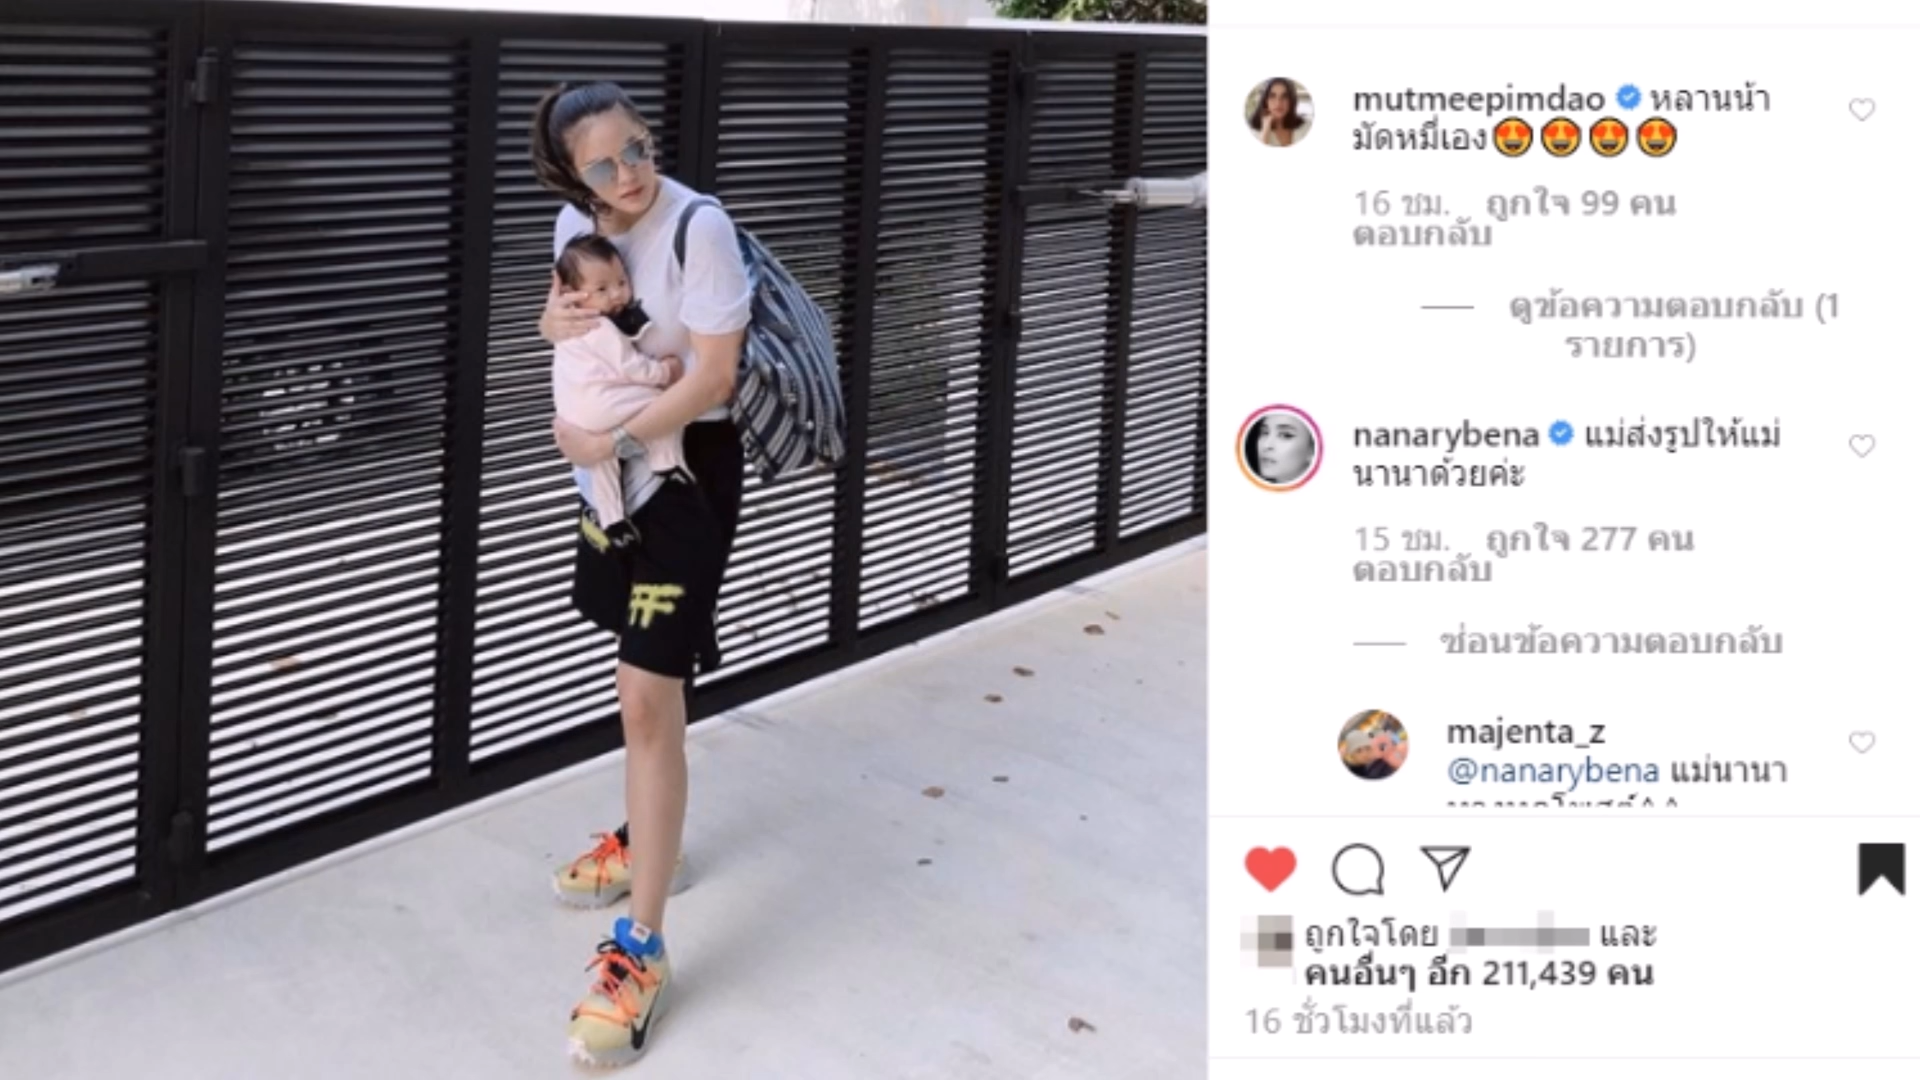 mutmeepimdao หลานน้า
มัดหมี่เอง😍😍😍😍
16 ชม. ถูกใจ 99 คน
ตอบกลับ
ดูข้อความตอบกลับ (1
รายการ)
nanarybena แม่ส่งรูปให้แม่
นานาด้วยค่ะ
15 ชม. ถูกใจ 277 คน
ตอบกลับ
ซ่อนข้อความตอบกลับ
majenta_z
@nanarybena แม่นานา
ถูกใจโดย และ
คนอื่นๆ อีก 211,439 คน
16 ชั่วโมงที่แล้ว